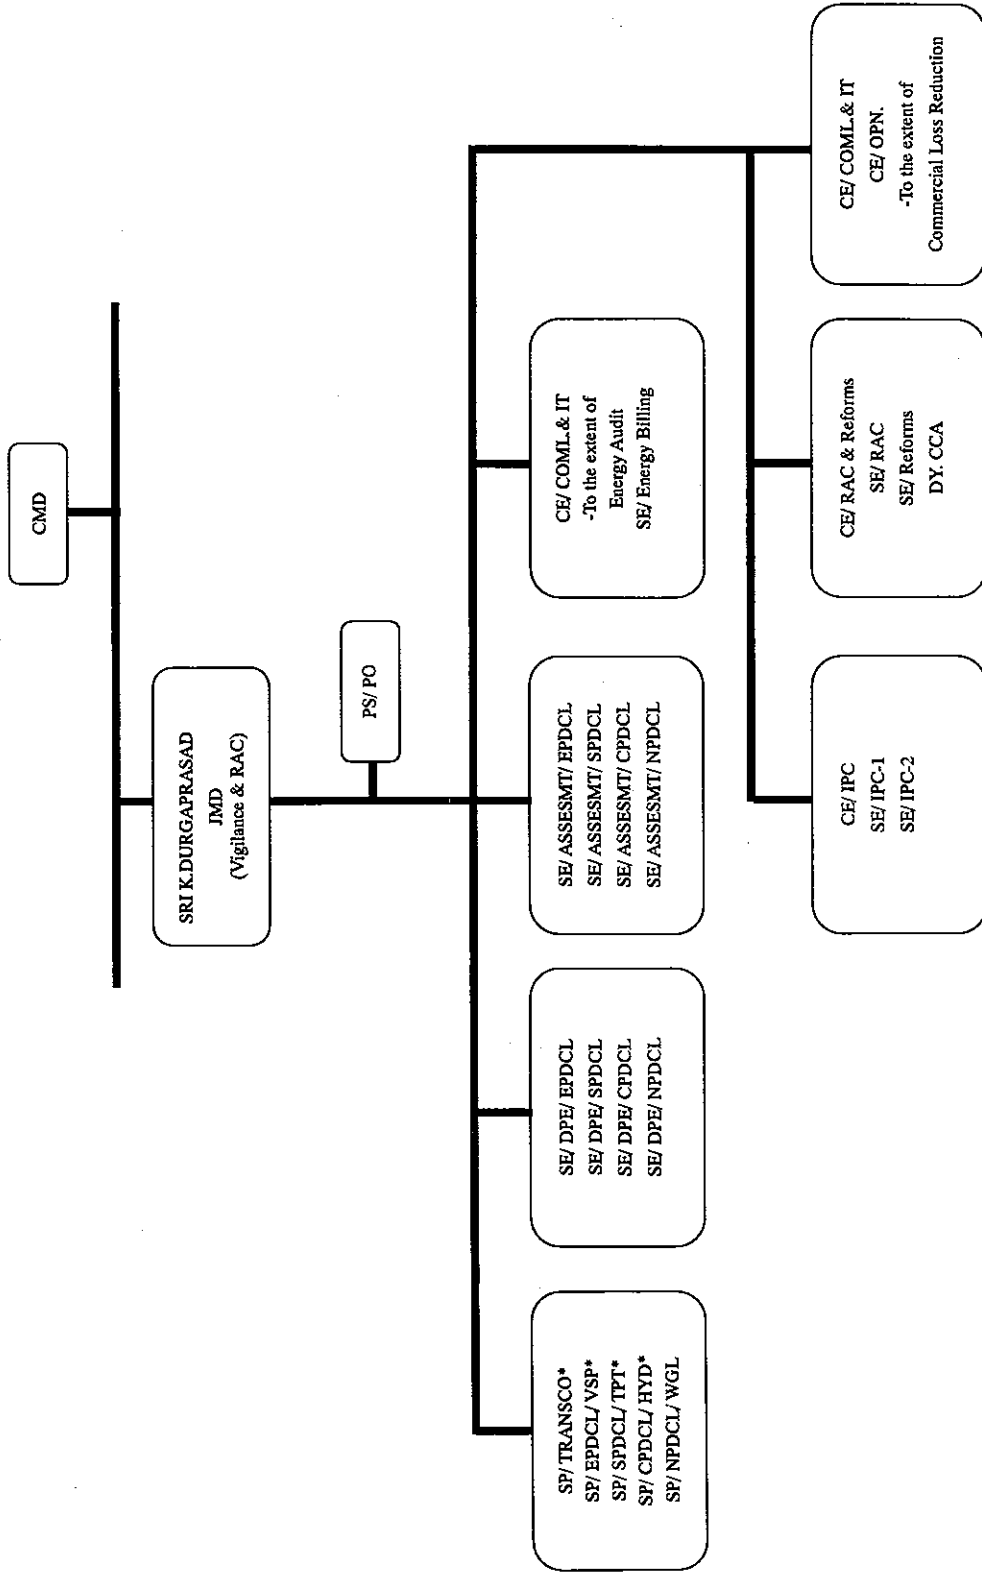 CMD
SRI K.DURGAPRASAD
JMD
(Vigilance & RAC)
PS/ PO
SP/ TRANSCO*
SP/ EPDCL/ VSP*
SP/ SPDCL/ TPT*
SP/ CPDCL/ HYD*
SP/ NPDCL/ WGL
SE/ DPE/ EPDCL
SE/ DPE/ SPDCL
SE/ DPE/ CPDCL
SE/ DPE/ NPDCL
SE/ ASSESMT/ EPDCL
SE/ ASSESMT/ SPDCL
SE/ ASSESMT/ CPDCL
SE/ ASSESMT/ NPDCL
CE/ COML.& IT
-To the extent of
Energy Audit
SE/ Energy Billing
CE/ IPC
SE/ IPC-1
SE/ IPC-2
CE/ RAC & Reforms
SE/ RAC
SE/ Reforms
DY. CCA
CE/ COML.& IT
CE/ OPN.
-To the extent of
Commercial Loss Reduction